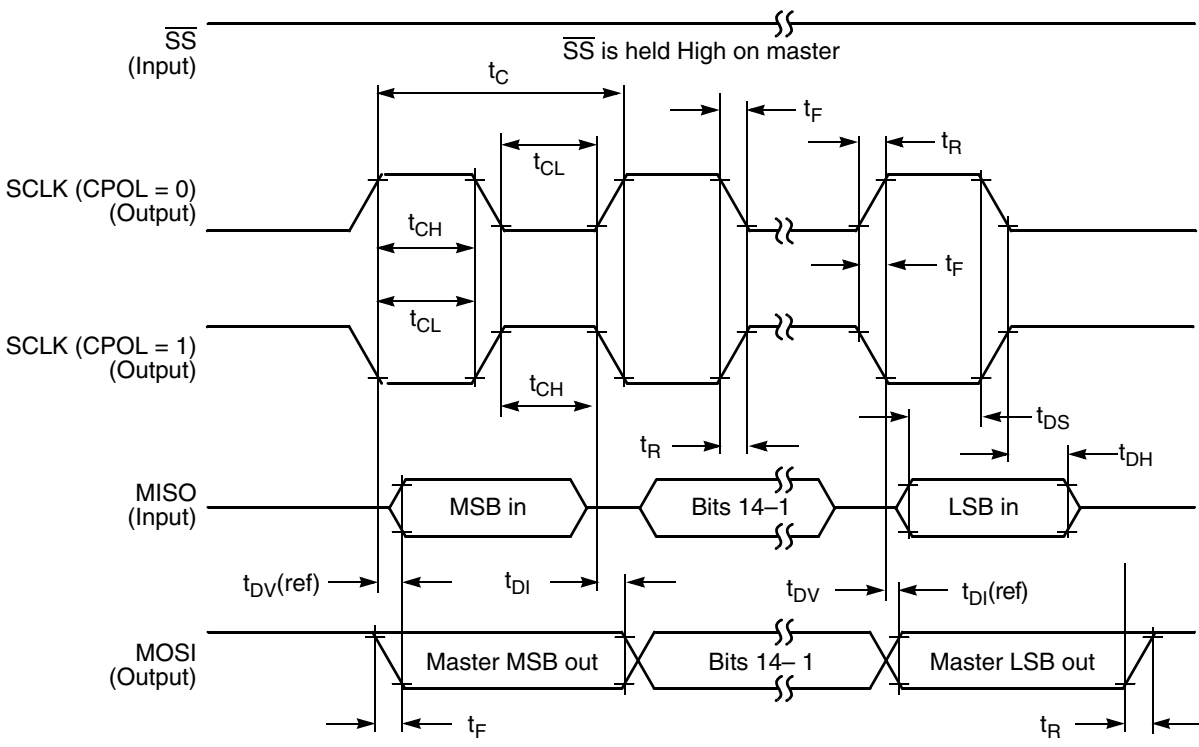 SS
(Input)
SS is held High on master
tC
tF
tR
tCL
SCLK (CPOL = 0)
(Output)
tCH
tF
tCL
SCLK (CPOL = 1)
(Output)
tCH
tDS
tR
tDH
MISO
(Input)
MSB in
Bits 14–1
LSB in
tDV(ref)
tDI
tDV
tDI(ref)
MOSI
(Output)
Master MSB out
Bits 14– 1
Master LSB out
tF
tR